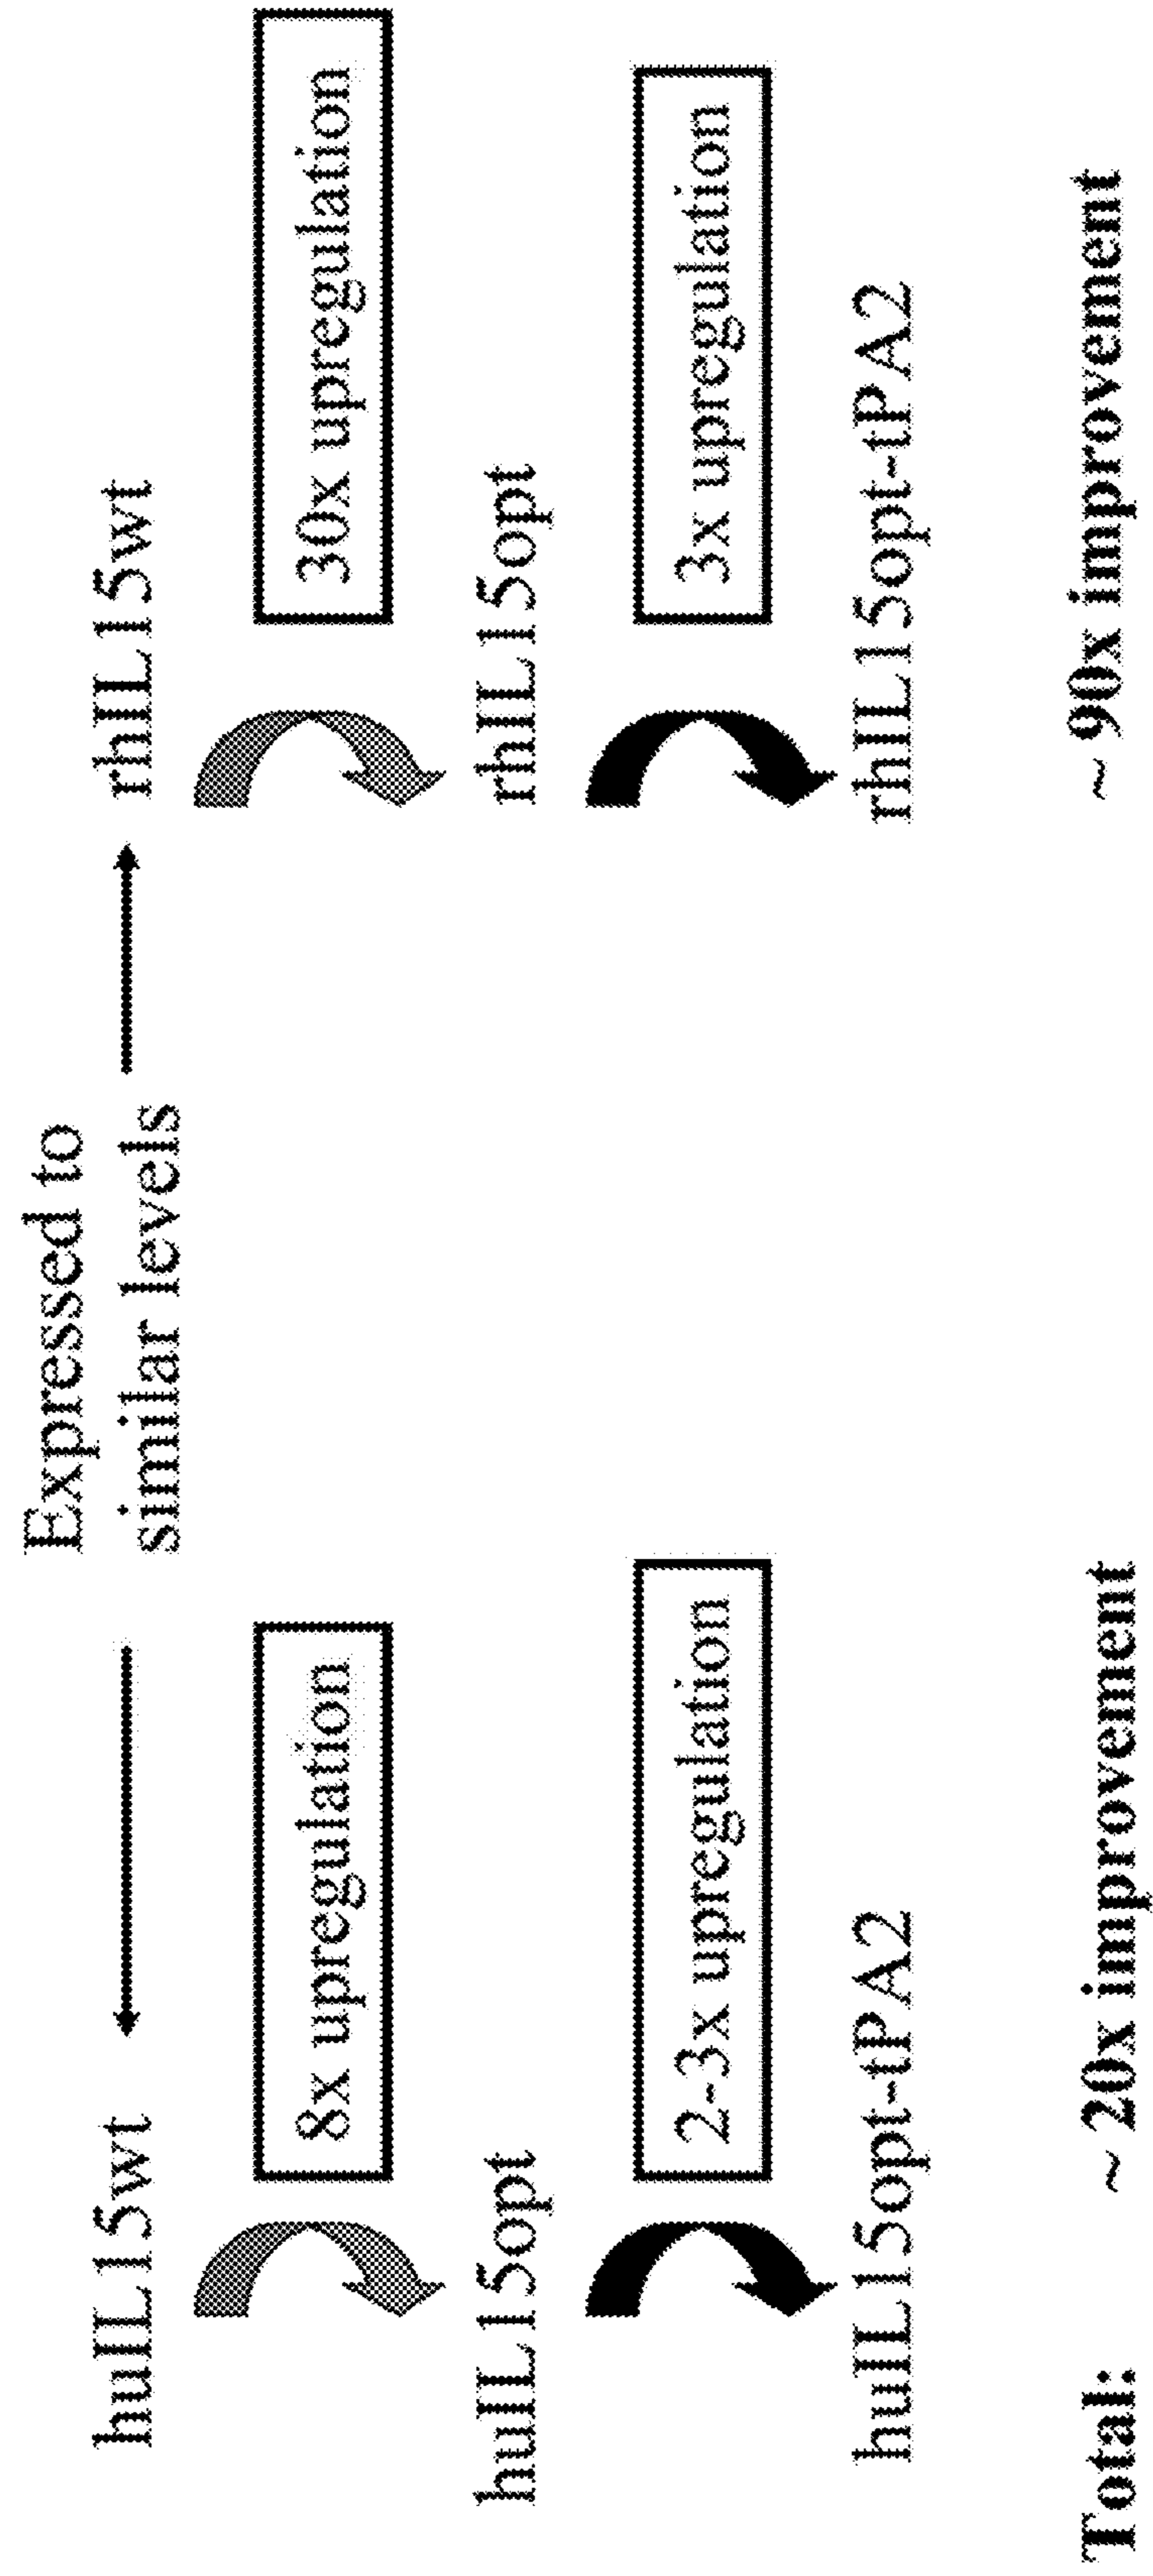 Expressed to
similar levels
huIL15wt
rhIL15wt
8x upregulation
30x upregulation
huIL15opt
rhIL15opt
2-3x upregulation
3x upregulation
huIL15opt-tPA2
rhIL15opt-tPA2
Total: ~ 20x improvement ~ 90x improvement